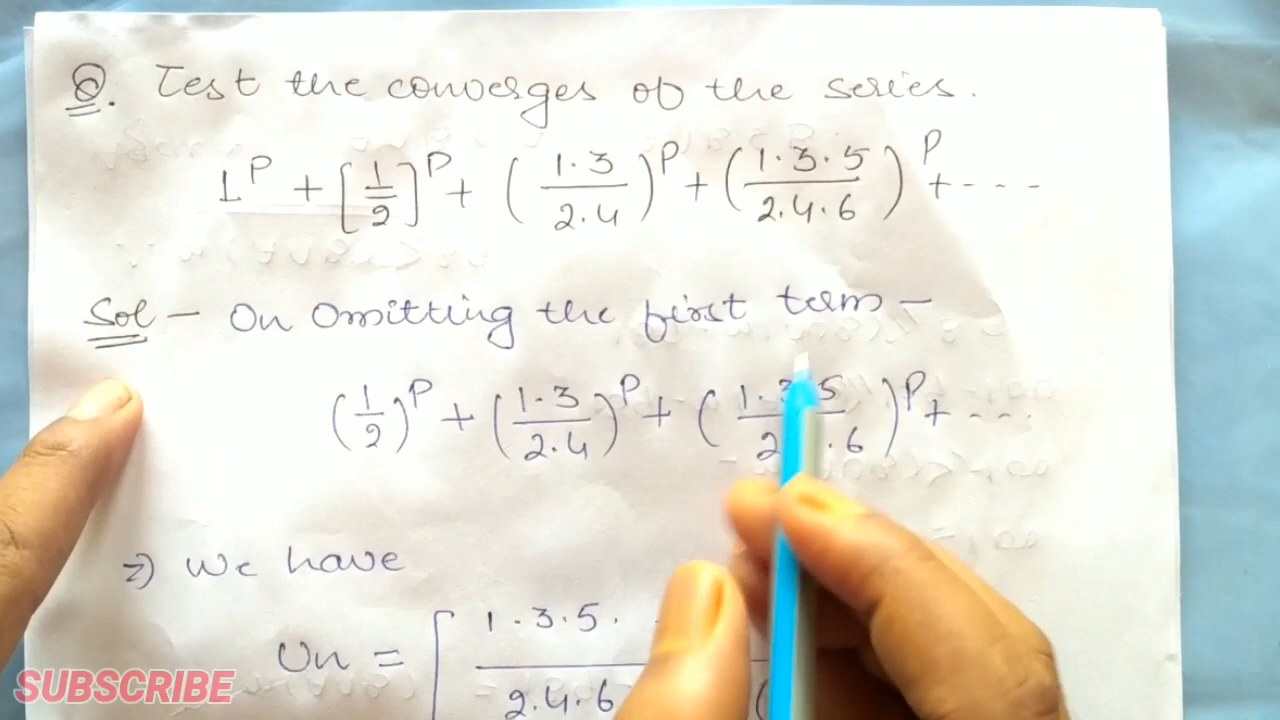 Q. Test the converges of the series.
1^P + [1/2]^P + (1·3/2·4)^P + (1·3·5/2·4·6)^P + ----
Sol – On Omitting the first term –
(1/2)^P + (1·3/2·4)^P + (1·3·5/2 ·6)^P + ---
=) We have
Un = [ 1·3·5· / 2·4·6 (
SUBSCRIBE